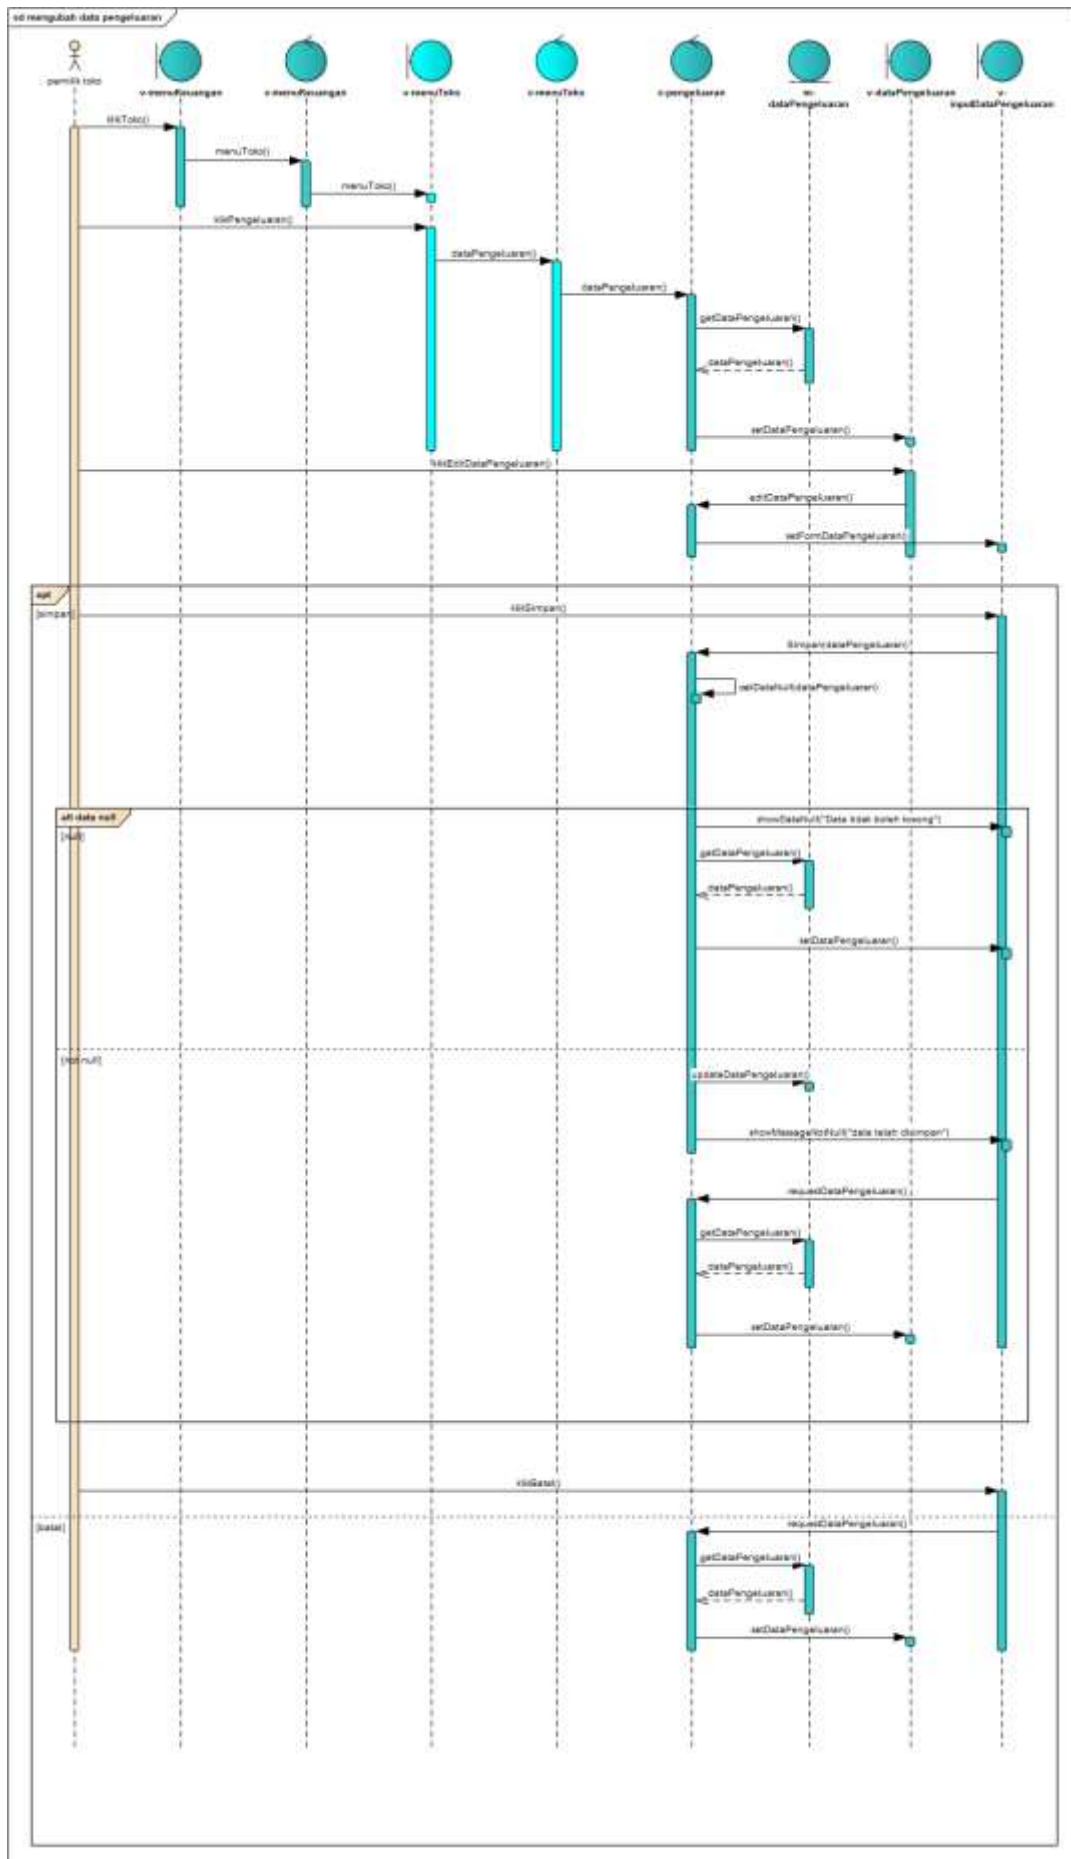 sd mengubah data pengeluaran
pemilik toko
v-menuKeuangan
c-menuKeuangan
v-menuToko
c-menuToko
c-pengeluaran
m-
dataPengeluaran
v-dataPengeluaran
v-
inputDataPengeluaran
klikToko()
menuToko()
menuToko()
klikPengeluaran()
dataPengeluaran()
dataPengeluaran()
getDataPengeluaran()
dataPengeluaran()
setDataPengeluaran()
klikEditDataPengeluaran()
editDataPengeluaran()
setFormDataPengeluaran()
opt
[simpan]
klikSimpan()
Simpan(dataPengeluaran)
cekDataNull(dataPengeluaran)
alt data null
[null]
showDataNull("Data tidak boleh kosong")
getDataPengeluaran()
dataPengeluaran()
setDataPengeluaran()
[not null]
updateDataPengeluaran()
showMessageNotNull("data telah disimpan")
requestDataPengeluaran()
getDataPengeluaran()
dataPengeluaran()
setDataPengeluaran()
klikBatal()
[batal]
requestDataPengeluaran()
getDataPengeluaran()
dataPengeluaran()
setDataPengeluaran()